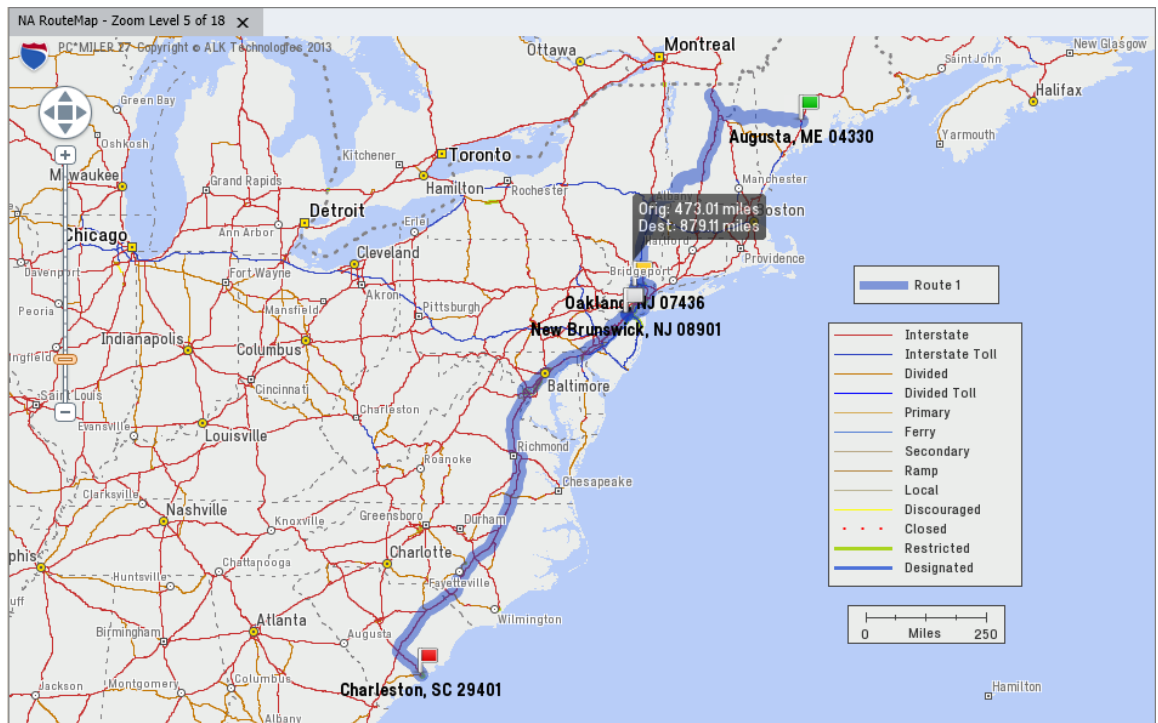 NA RouteMap - Zoom Level 5 of 18 X
PC*MILER 27 Copyright © ALK Technologies 2013
Ottawa
Montreal
New Glasgow
Saint John
Halifax
Green Bay
Augusta, ME 04330
Yarmouth
Oshkosh
Kitchener
Toronto
Milwaukee
Grand Rapids
Hamilton
Rochester
Manchester
Albany
Orig: 473.01 miles
Dest: 879.11 miles
Boston
Detroit
Erie
Chicago
Ann Arbor
Hartford
Cleveland
Providence
Davenport
Fort Wayne
Bridgeport
Akron
Route 1
Peoria
Mansfield
Pittsburgh
Oakland, NJ 07436
New Brunswick, NJ 08901
Indianapolis
Columbus
ingfield
Baltimore
Cincinnati
Saint Louis
Charleston
Evansville
Louisville
Richmond
Roanoke
Chesapeake
Clarksville
Nashville
Greensboro
Knoxville
Durham
phis
Charlotte
Chattanooga
Huntsville
Fayetteville
uff
Atlanta
Wilmington
Birmingham
Augusta
Charleston, SC 29401
Jackson
Montgomery
Columbus
Albany
Hamilton
Interstate
Interstate Toll
Divided
Divided Toll
Primary
Ferry
Secondary
Ramp
Local
Discouraged
Closed
Restricted
Designated
0 Miles 250